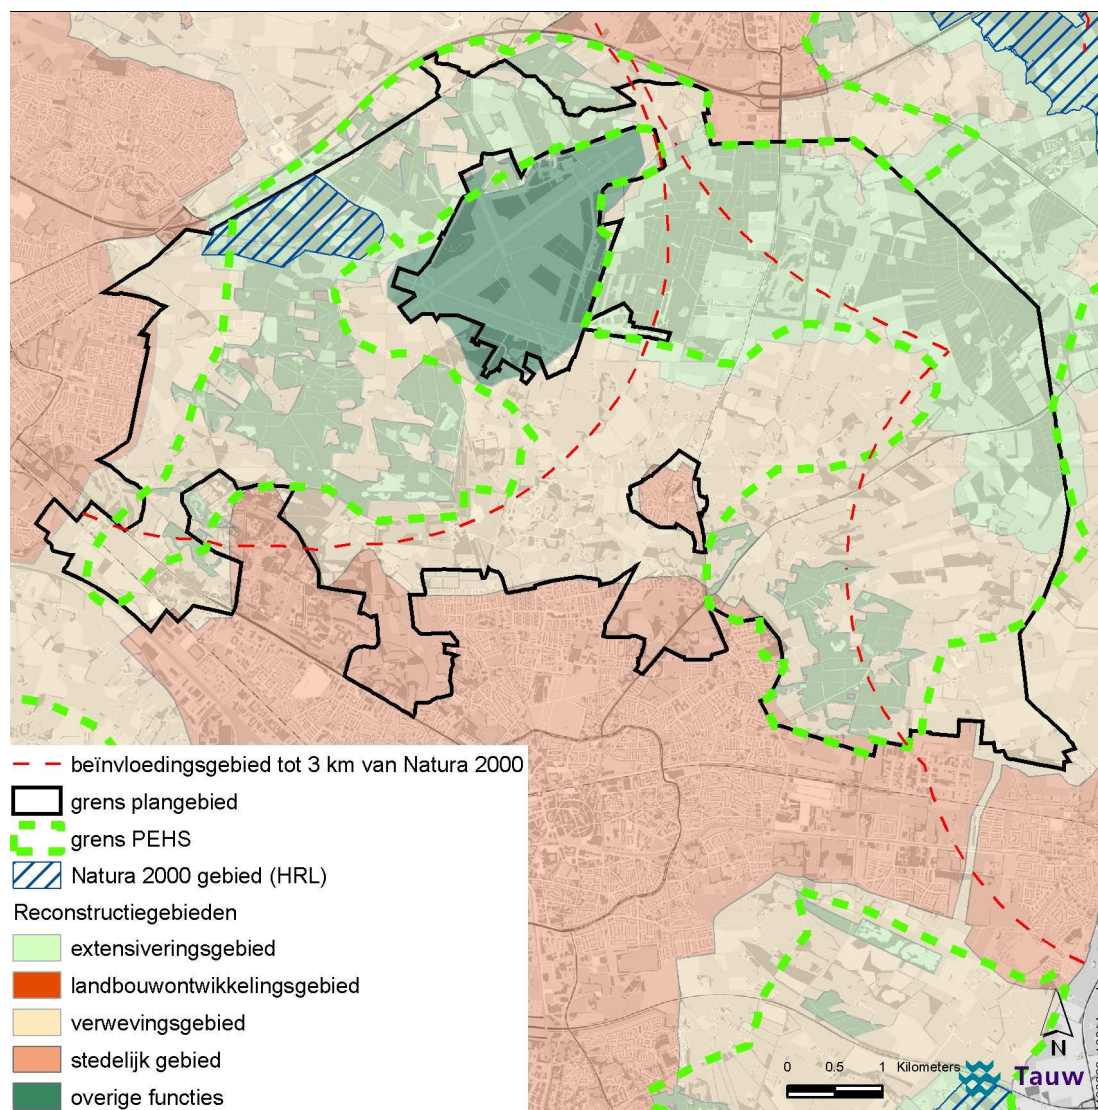 beïnvloedingsgebied tot 3 km van Natura 2000
grens plangebied
grens PEHS
Natura 2000 gebied (HRL)
Reconstructiegebieden
extensiveringsgebied
landbouwontwikkelingsgebied
verwevingsgebied
stedelijk gebied
overige functies
0 0.5 1 Kilometers
N
Tauw